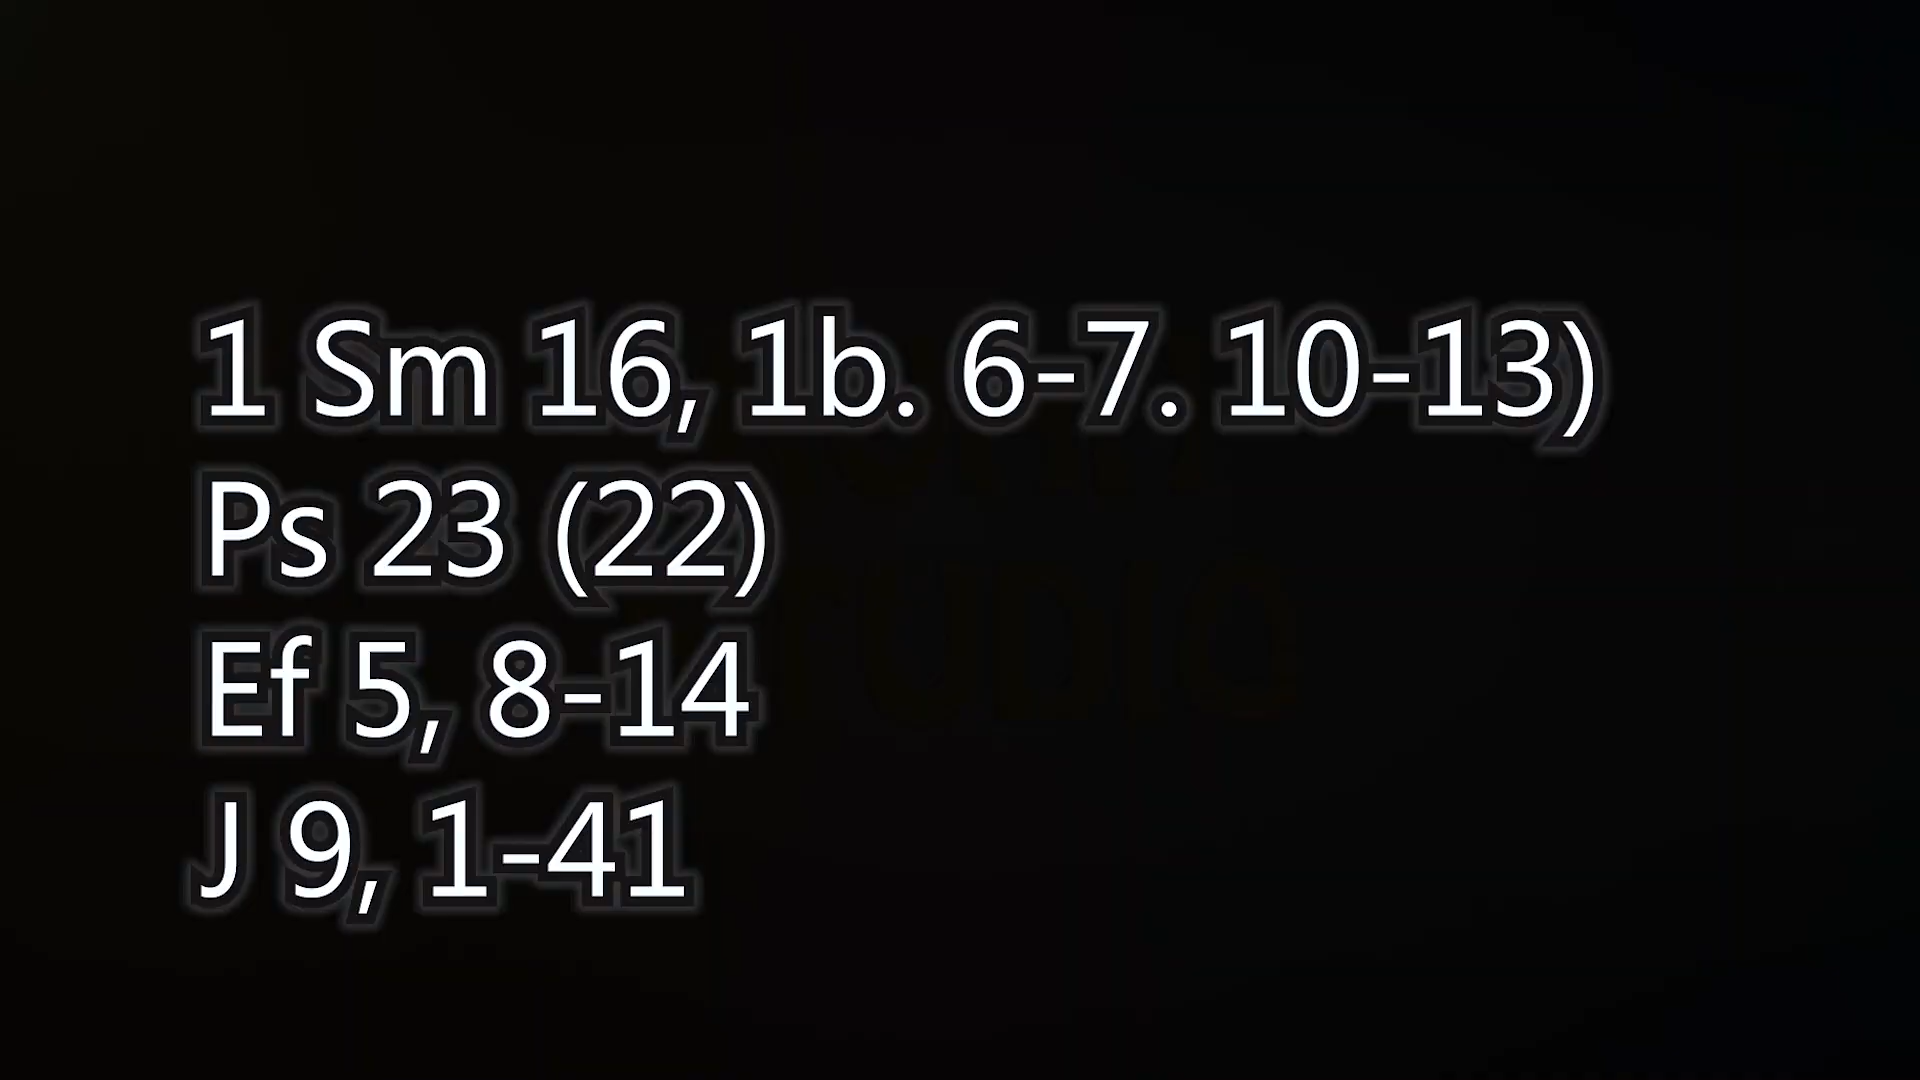 1 Sm 16, 1b. 6-7. 10-13)
Ps 23 (22)
Ef 5, 8-14
J 9, 1-41